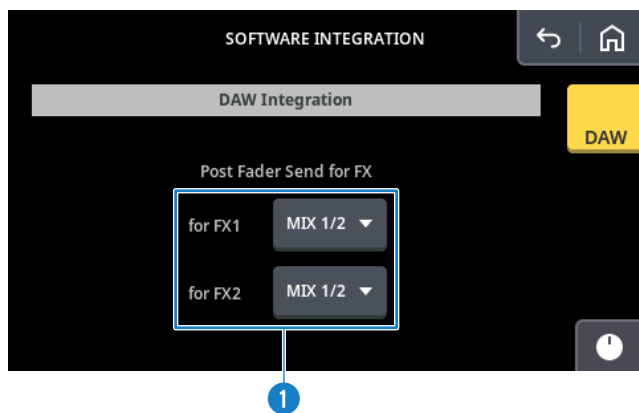 SOFTWARE INTEGRATION
DAW Integration
DAW
Post Fader Send for FX
for FX1 MIX 1/2
for FX2 MIX 1/2
1